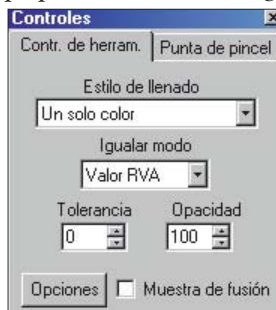 Controles
Contr. de herram. Punta de pincel
Estilo de llenado
Un solo color
Igualar modo
Valor RVA
Tolerancia Opacidad
0 100
Opciones Muestra de fusión